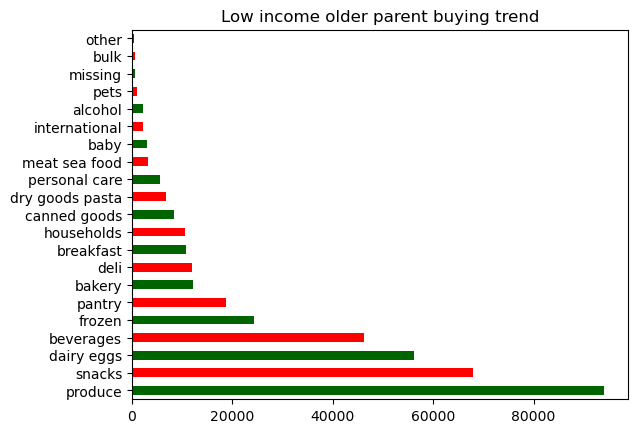 Low income older parent buying trend
other
bulk
missing
pets
alcohol
international
baby
meat sea food
personal care
dry goods pasta
canned goods
households
breakfast
deli
bakery
pantry
frozen
beverages
dairy eggs
snacks
produce
0 20000 40000 60000 80000